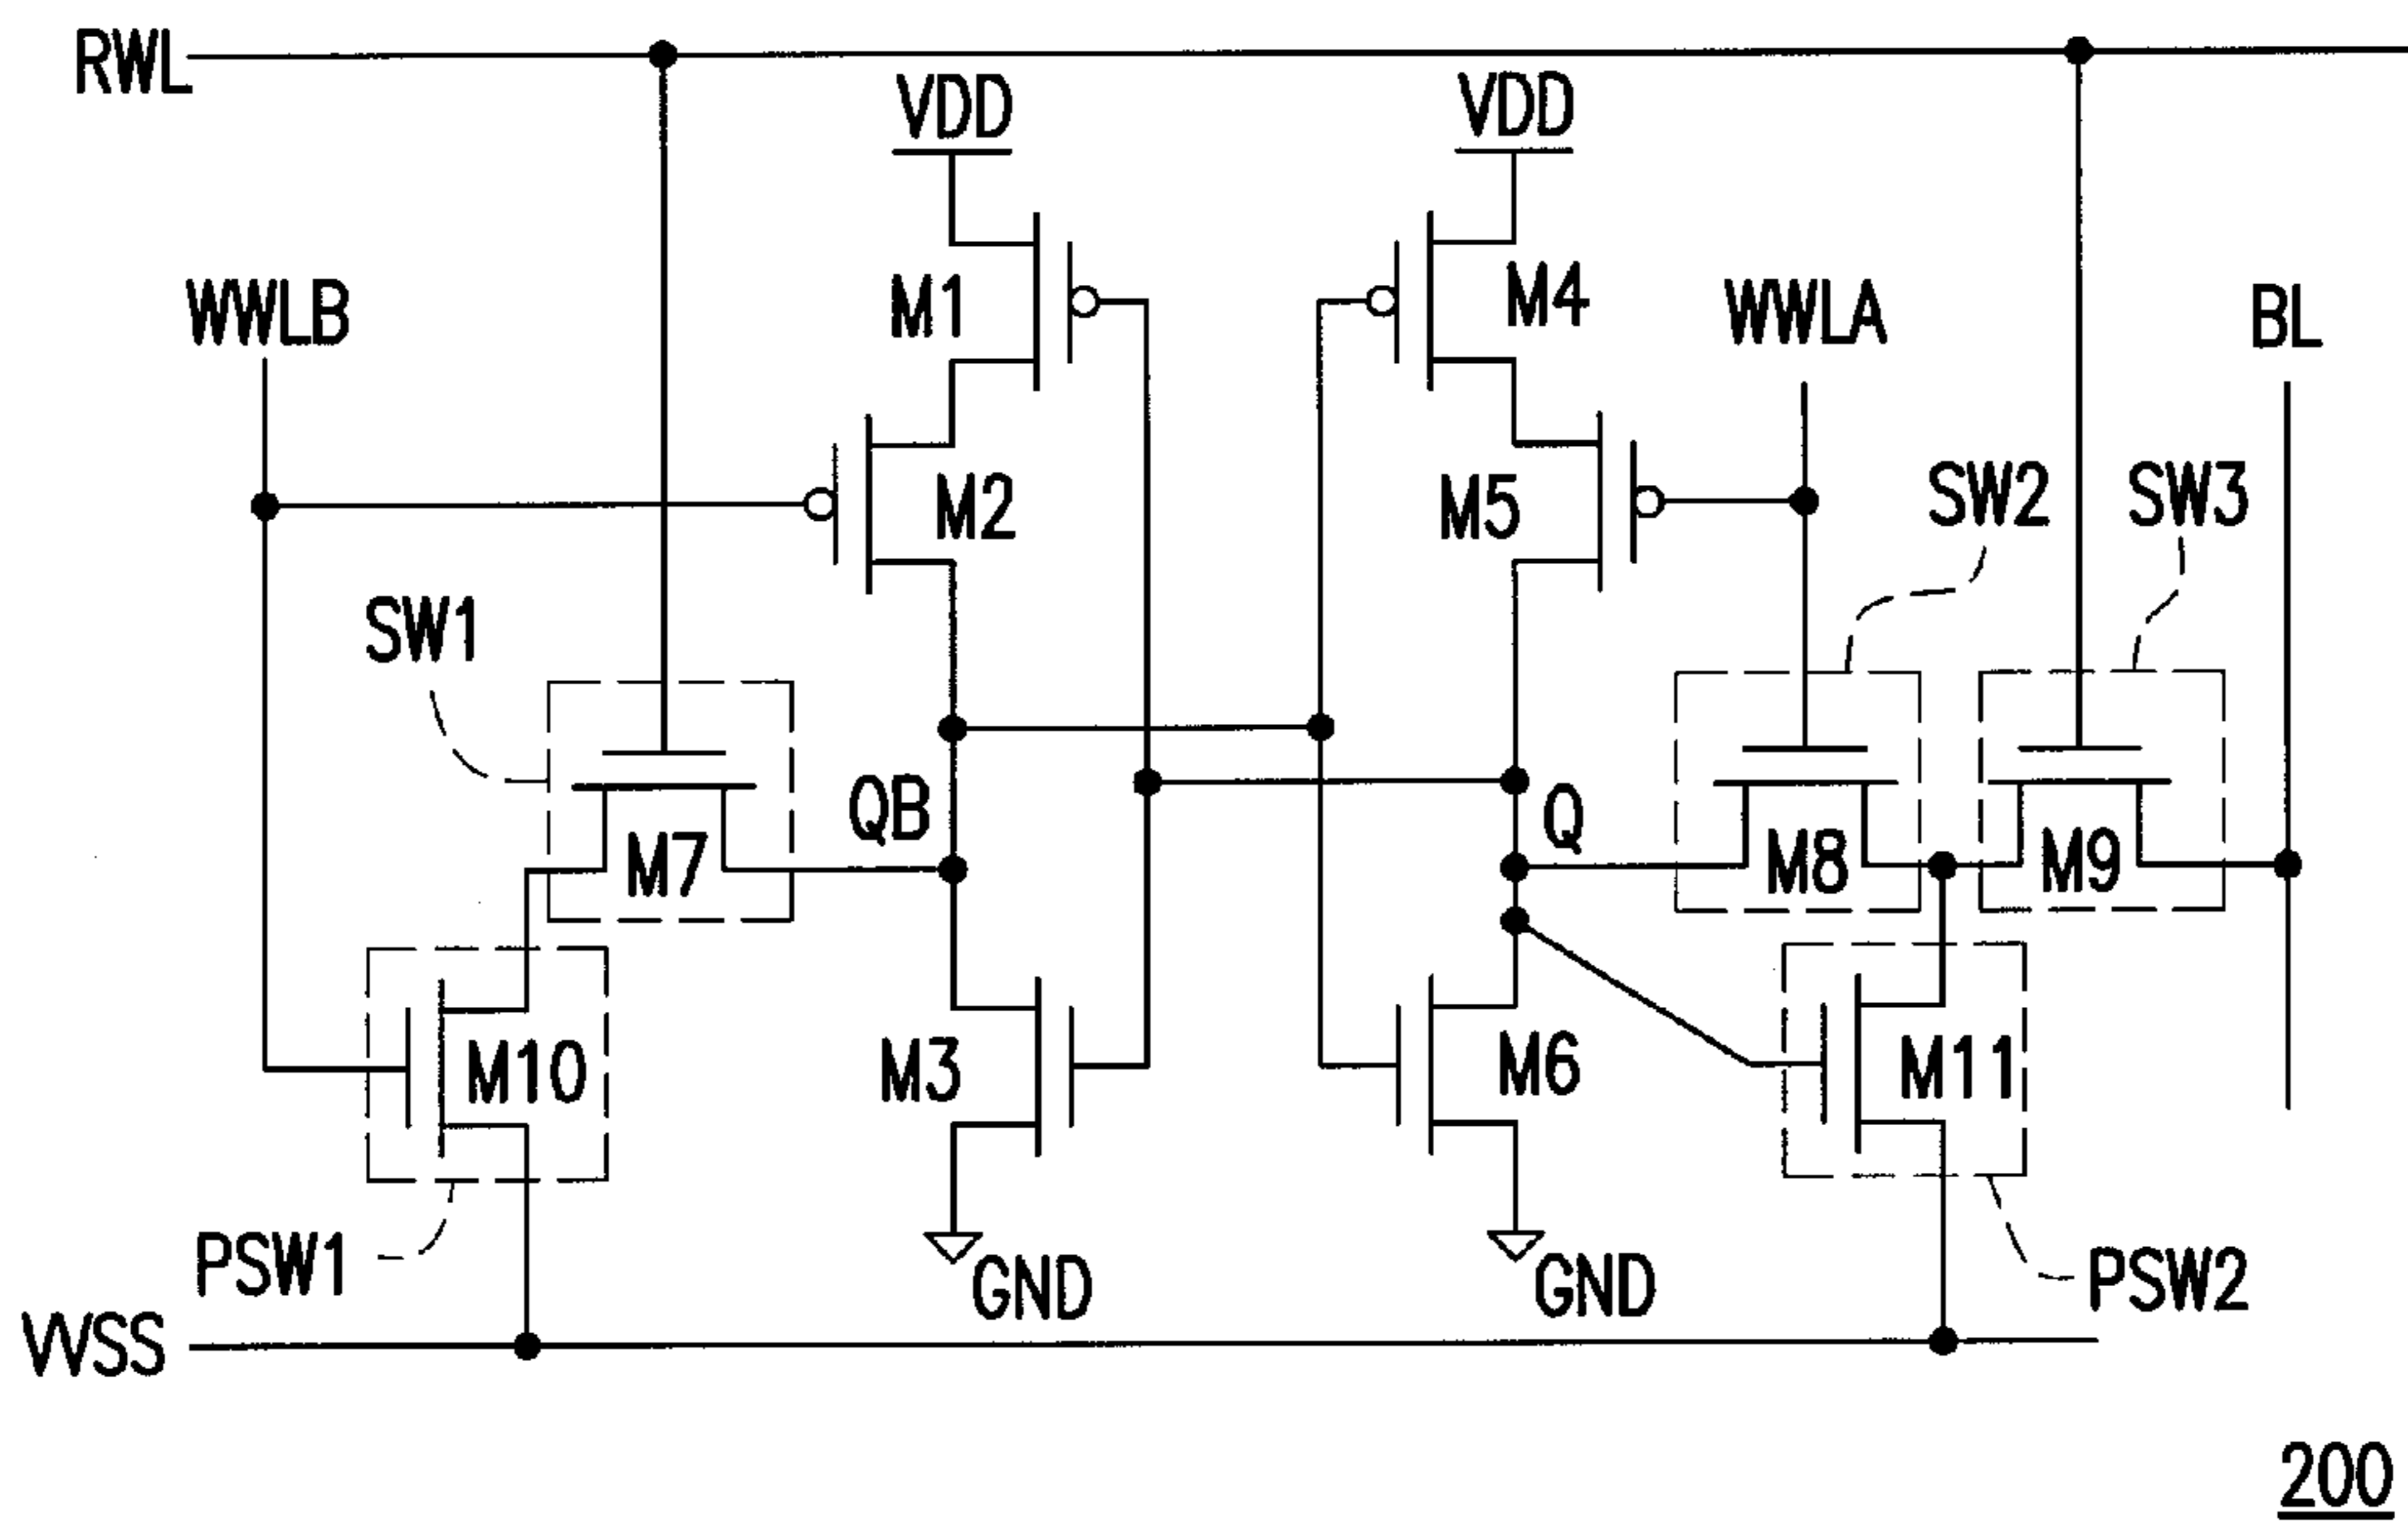 RWL
VDD
VDD
WWLB
M1
M4
WWLA
BL
M2
M5
SW2
SW3
SW1
QB
Q
M7
M8
M9
M10
M3
M6
M11
PSW1
GND
GND
PSW2
VVSS
200